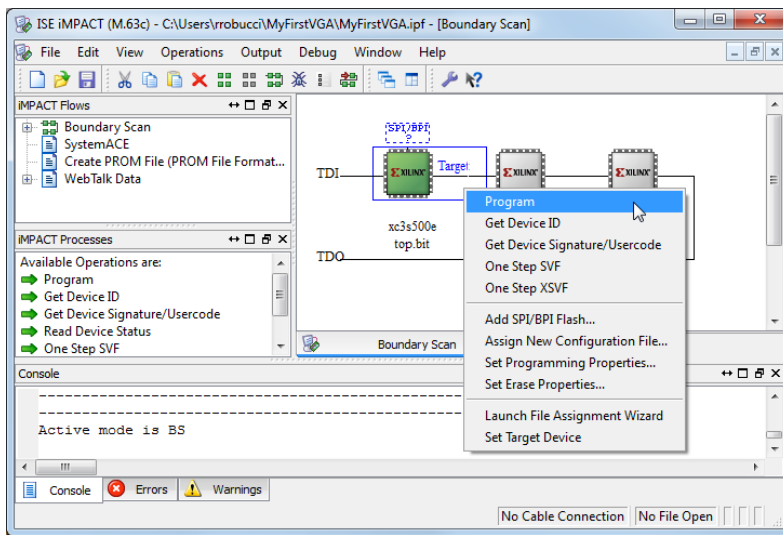 ISE iMPACT (M.63c) - C:\Users\rrobucci\MyFirstVGA\MyFirstVGA.ipf - [Boundary Scan]
File Edit View Operations Output Debug Window Help
iMPACT Flows
Boundary Scan
SystemACE
Create PROM File (PROM File Format...
WebTalk Data
iMPACT Processes
Available Operations are:
Program
Get Device ID
Get Device Signature/Usercode
Read Device Status
One Step SVF
SPI/BPI
?
TDI
XILINX
Target
XILINX
XILINX
xc3s500e
top.bit
TDO
Program
Get Device ID
Get Device Signature/Usercode
One Step SVF
One Step XSVF
Add SPI/BPI Flash...
Assign New Configuration File...
Set Programming Properties...
Set Erase Properties...
Launch File Assignment Wizard
Set Target Device
Boundary Scan
Console
Active mode is BS
Console Errors Warnings
No Cable Connection No File Open